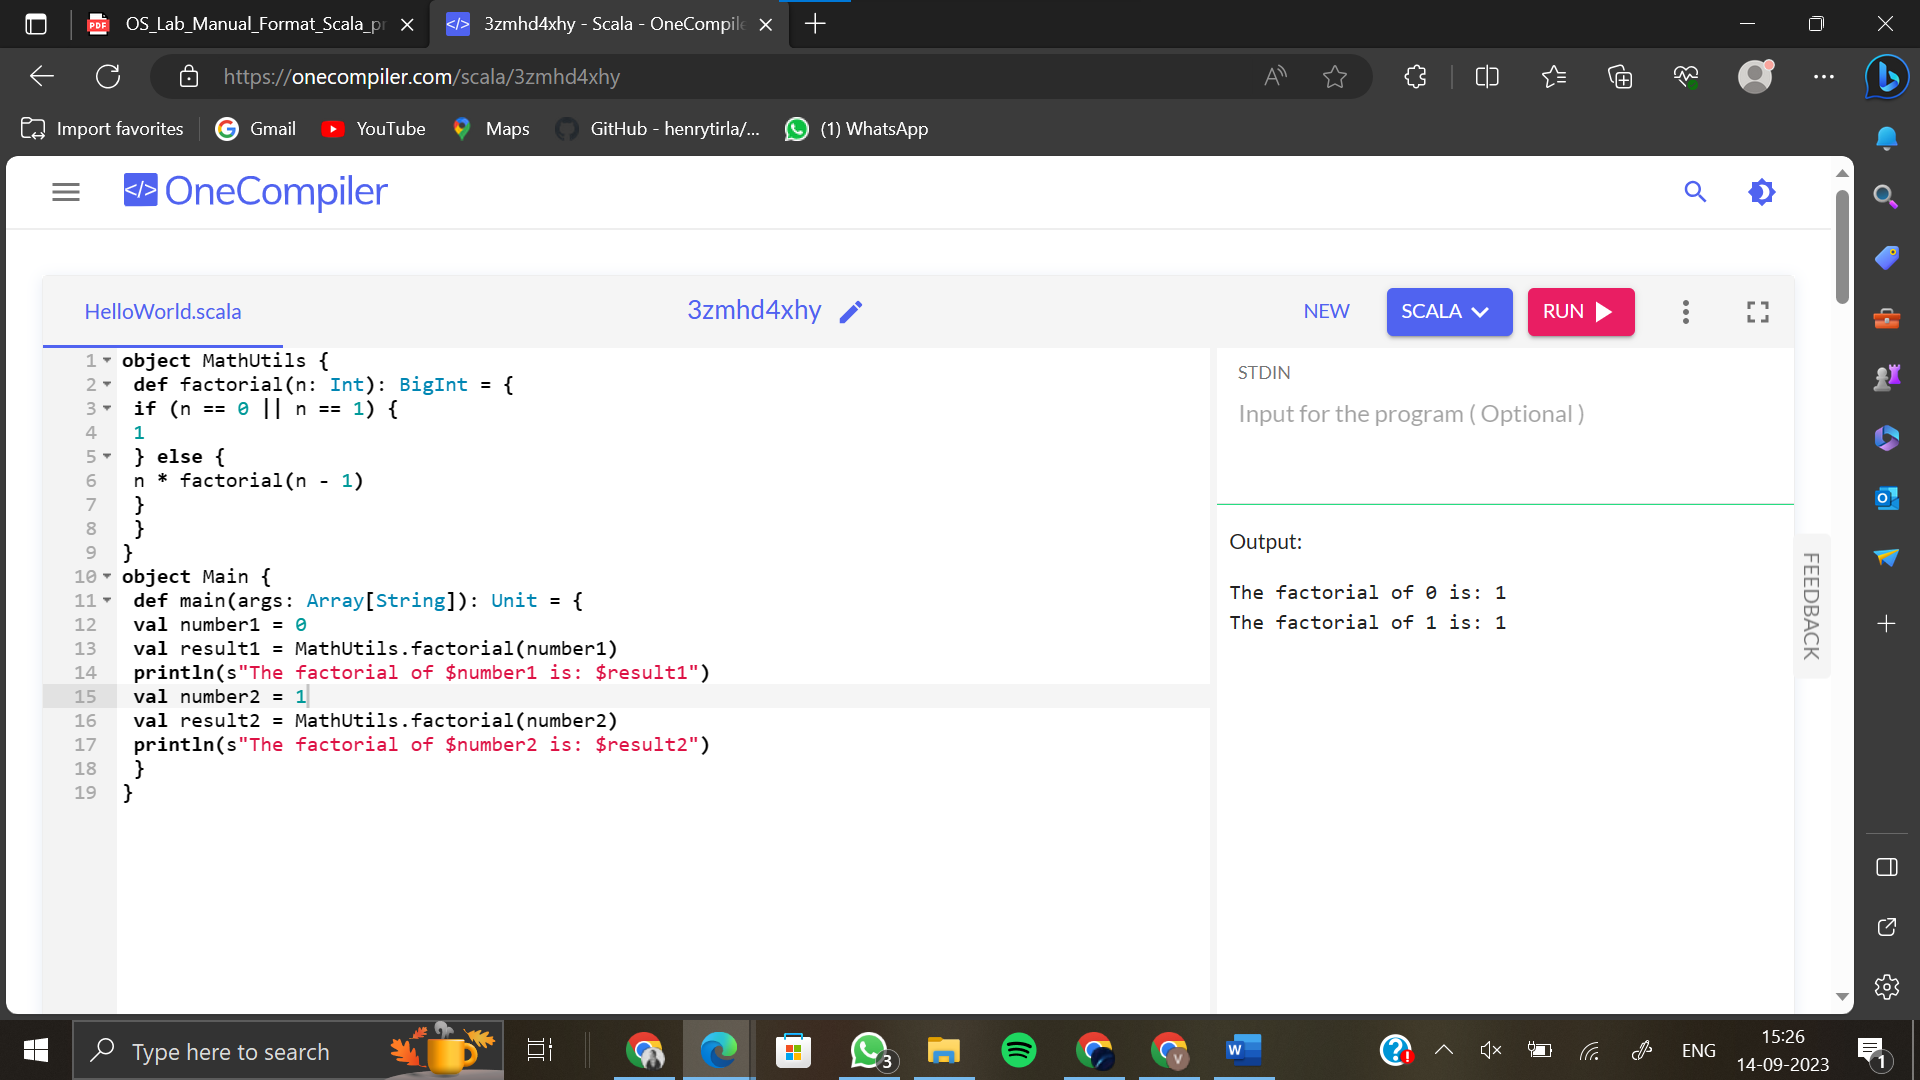 OS_Lab_Manual_Format_Scala_pr
3zmhd4xhy - Scala - OneCompile
https://onecompiler.com/scala/3zmhd4xhy
Import favorites
Gmail
YouTube
Maps
GitHub - henrytirla/...
(1) WhatsApp
</> OneCompiler
HelloWorld.scala
3zmhd4xhy
NEW
SCALA
RUN
1 object MathUtils {
2 def factorial(n: Int): BigInt = {
3 if (n == 0 || n == 1) {
4 1
5 } else {
6 n * factorial(n - 1)
7 }
8 }
9 }
10 object Main {
11 def main(args: Array[String]): Unit = {
12 val number1 = 0
13 val result1 = MathUtils.factorial(number1)
14 println(s"The factorial of $number1 is: $result1")
15 val number2 = 1
16 val result2 = MathUtils.factorial(number2)
17 println(s"The factorial of $number2 is: $result2")
18 }
19 }
STDIN
Input for the program ( Optional )
Output:
The factorial of 0 is: 1
The factorial of 1 is: 1
FEEDBACK
Type here to search
3
ENG
15:26
14-09-2023
1